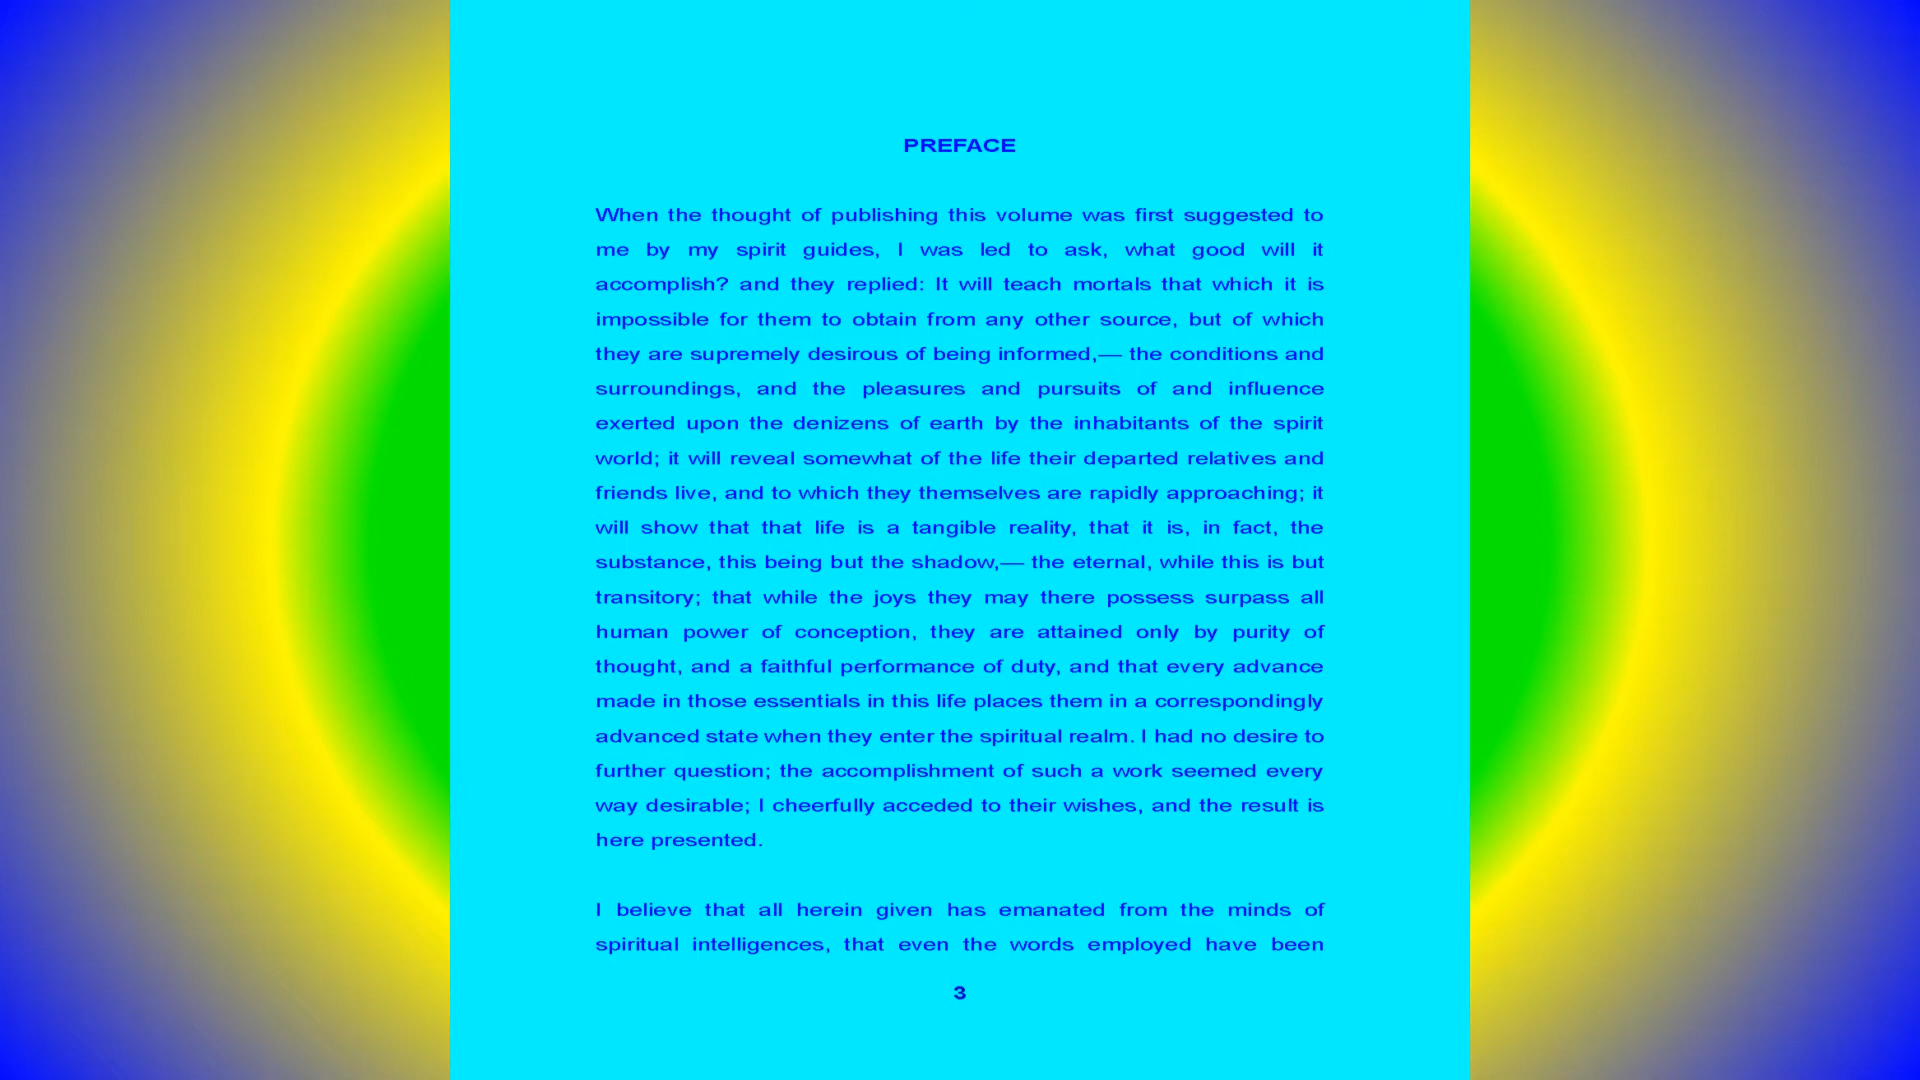 PREFACE
When the thought of publishing this volume was first suggested to
me by my spirit guides, I was led to ask, what good will it
accomplish? and they replied: It will teach mortals that which it is
impossible for them to obtain from any other source, but of which
they are supremely desirous of being informed,— the conditions and
surroundings, and the pleasures and pursuits of and influence
exerted upon the denizens of earth by the inhabitants of the spirit
world; it will reveal somewhat of the life their departed relatives and
friends live, and to which they themselves are rapidly approaching; it
will show that that life is a tangible reality, that it is, in fact, the
substance, this being but the shadow,— the eternal, while this is but
transitory; that while the joys they may there possess surpass all
human power of conception, they are attained only by purity of
thought, and a faithful performance of duty, and that every advance
made in those essentials in this life places them in a correspondingly
advanced state when they enter the spiritual realm. I had no desire to
further question; the accomplishment of such a work seemed every
way desirable; I cheerfully acceded to their wishes, and the result is
here presented.
I believe that all herein given has emanated from the minds of
spiritual intelligences, that even the words employed have been
3